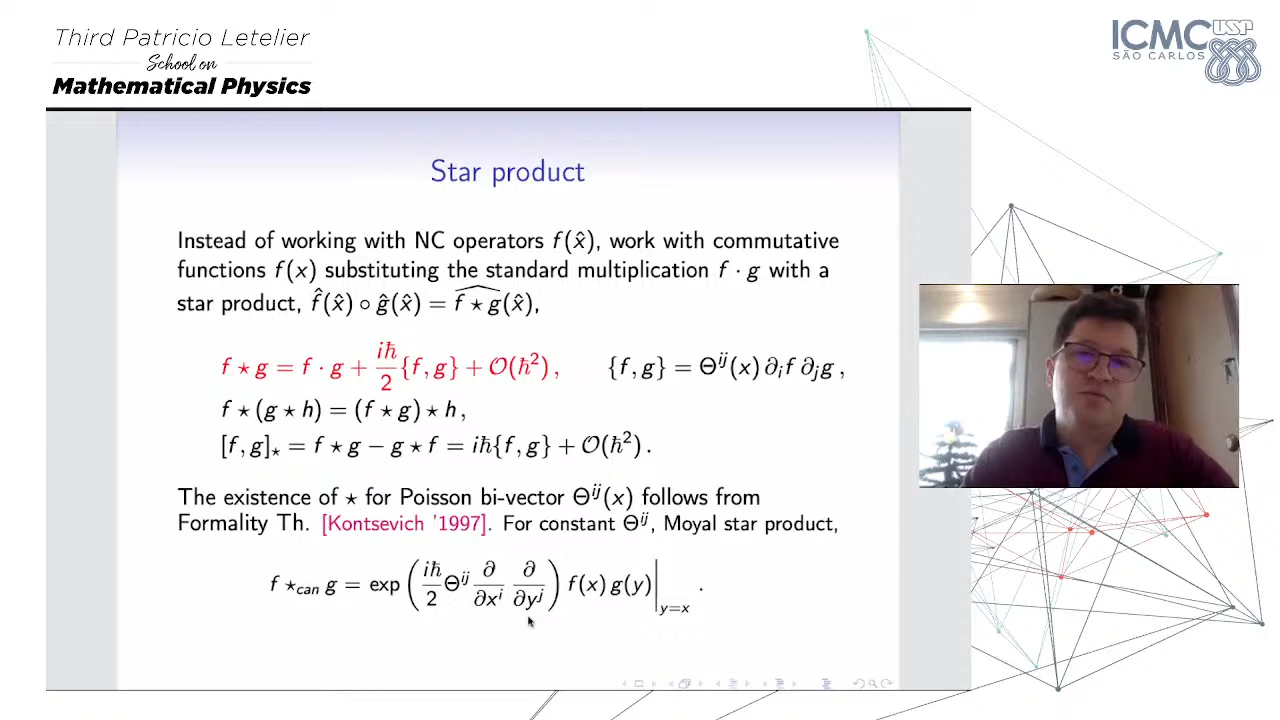 Third Patricio Letelier
School on
Mathematical Physics
ICMC USP
SÃO CARLOS
Star product
Instead of working with NC operators f(x̂), work with commutative
functions f(x) substituting the standard multiplication f · g with a
star product, f̂(x̂) ∘ ĝ(x̂) = \widehat{f ⋆ g}(x̂),
f ⋆ g = f · g + iℏ/2 {f, g} + 𝒪(ℏ²) , {f, g} = Θ^{ij}(x) ∂_i f ∂_j g ,
f ⋆ (g ⋆ h) = (f ⋆ g) ⋆ h ,
[f, g]_⋆ = f ⋆ g − g ⋆ f = iℏ{f, g} + 𝒪(ℏ²) .
The existence of ⋆ for Poisson bi-vector Θ^{ij}(x) follows from
Formality Th. [Kontsevich '1997]. For constant Θ^{ij}, Moyal star product,
f ⋆_{can} g = exp ( iℏ/2 Θ^{ij} ∂/∂x^i ∂/∂y^j ) f(x) g(y) |_{y=x} .